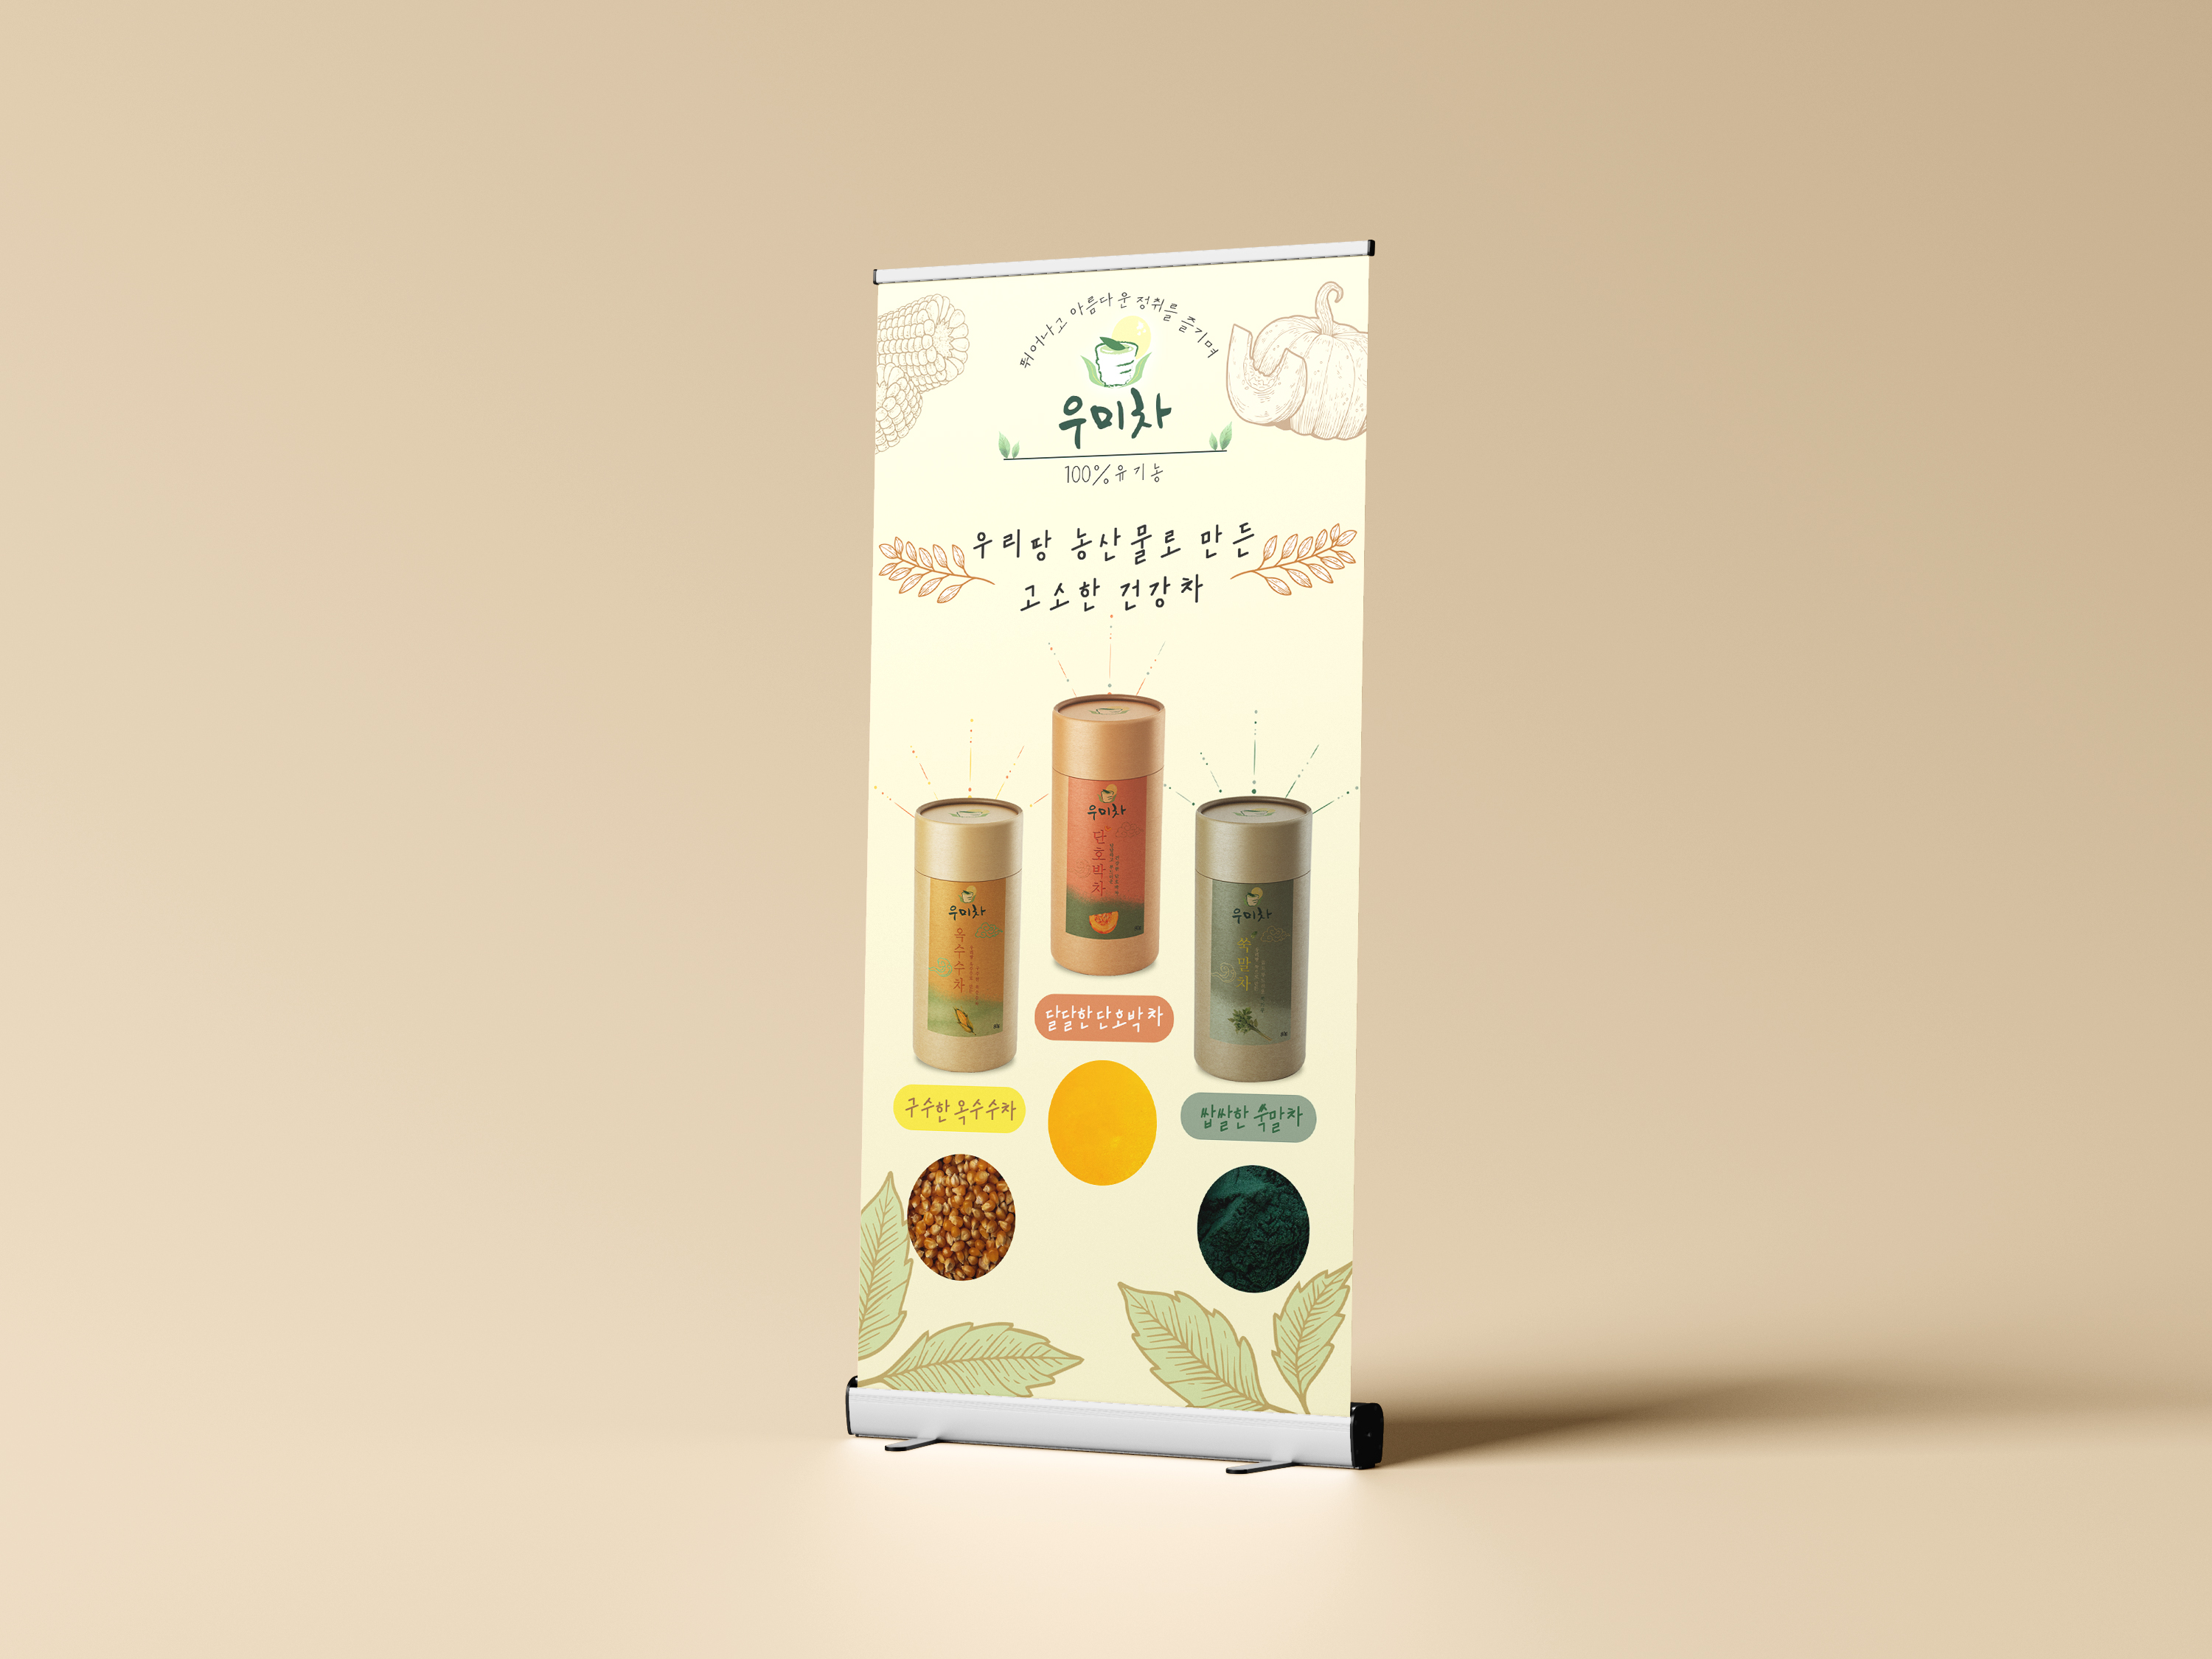 뛰어나고 아름다운 정취를 즐기며
우미차
100%유기농
우리땅 농산물로 만든
고소한 건강차
우미차
단호박차
우미차
옥수수차
우미차
쑥말차
달달한단호박차
구수한옥수수차
쌉쌀한쑥말차